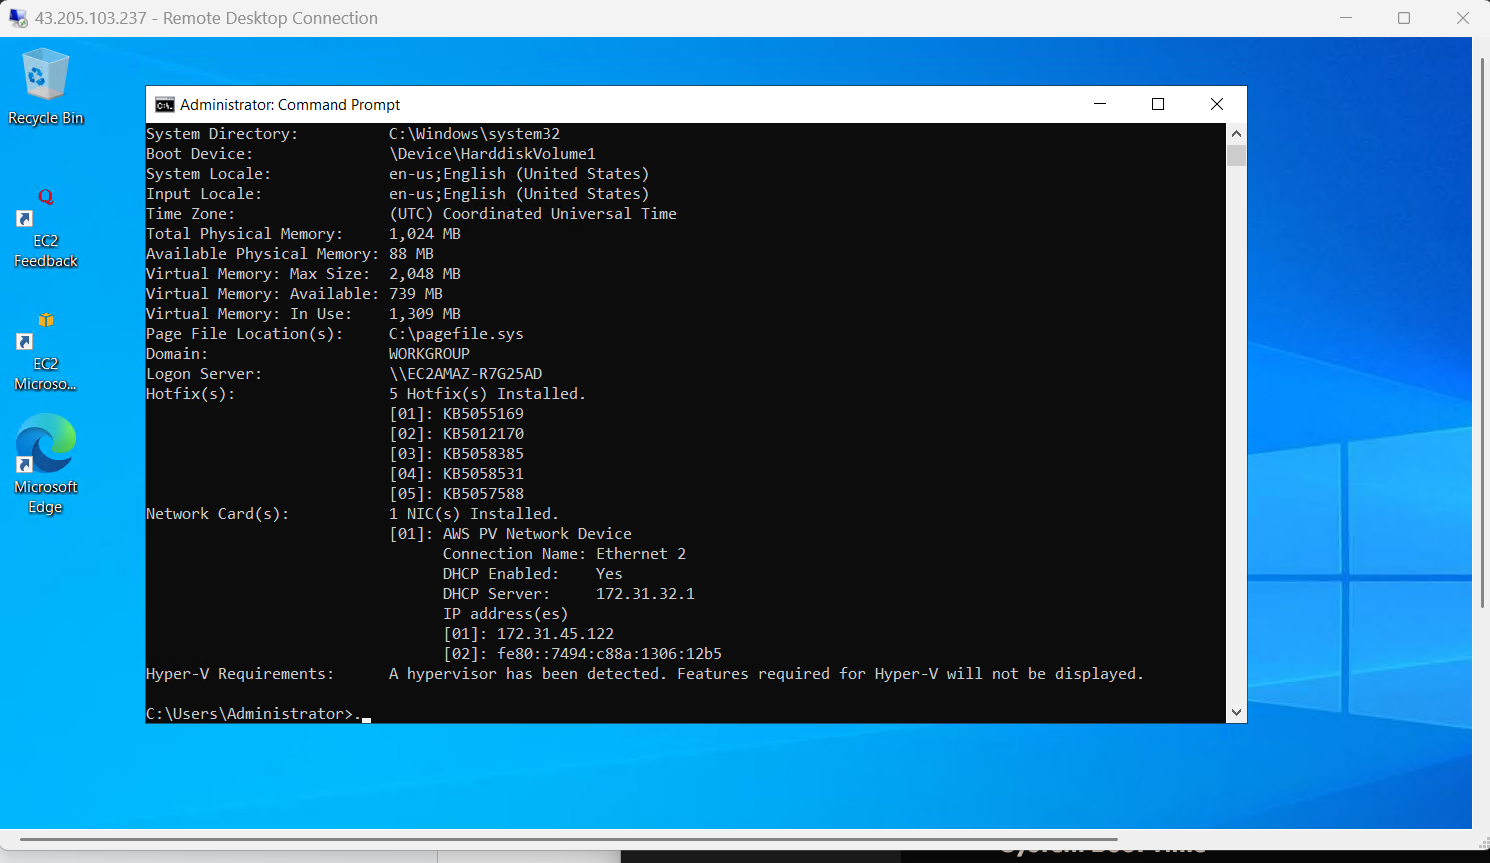 43.205.103.237 - Remote Desktop Connection
Recycle Bin
EC2
Feedback
EC2
Microso...
Microsoft
Edge
Administrator: Command Prompt
System Directory: C:\Windows\system32
Boot Device: \Device\HarddiskVolume1
System Locale: en-us;English (United States)
Input Locale: en-us;English (United States)
Time Zone: (UTC) Coordinated Universal Time
Total Physical Memory: 1,024 MB
Available Physical Memory: 88 MB
Virtual Memory: Max Size: 2,048 MB
Virtual Memory: Available: 739 MB
Virtual Memory: In Use: 1,309 MB
Page File Location(s): C:\pagefile.sys
Domain: WORKGROUP
Logon Server: \\EC2AMAZ-R7G25AD
Hotfix(s): 5 Hotfix(s) Installed.
[01]: KB5055169
[02]: KB5012170
[03]: KB5058385
[04]: KB5058531
[05]: KB5057588
Network Card(s): 1 NIC(s) Installed.
[01]: AWS PV Network Device
Connection Name: Ethernet 2
DHCP Enabled: Yes
DHCP Server: 172.31.32.1
IP address(es)
[01]: 172.31.45.122
[02]: fe80::7494:c88a:1306:12b5
Hyper-V Requirements: A hypervisor has been detected. Features required for Hyper-V will not be displayed.
C:\Users\Administrator>.